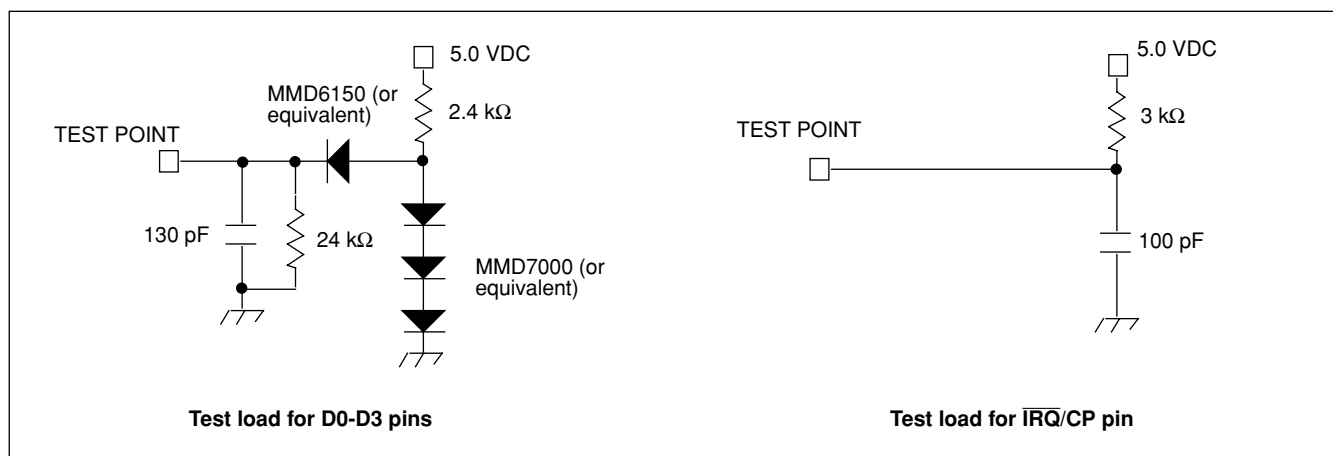 5.0 VDC
MMD6150 (or
equivalent)
2.4 kΩ
TEST POINT
130 pF
24 kΩ
MMD7000 (or
equivalent)
Test load for D0-D3 pins
5.0 VDC
3 kΩ
TEST POINT
100 pF
Test load for I̅R̅Q̅/CP pin